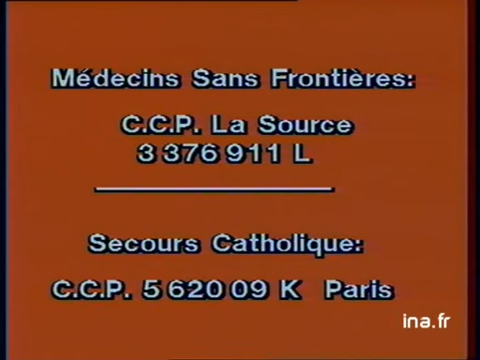 Médecins Sans Frontières:
C.C.P. La Source
3 376 911 L
Secours Catholique:
C.C.P. 5 620 09 K Paris
ina.fr